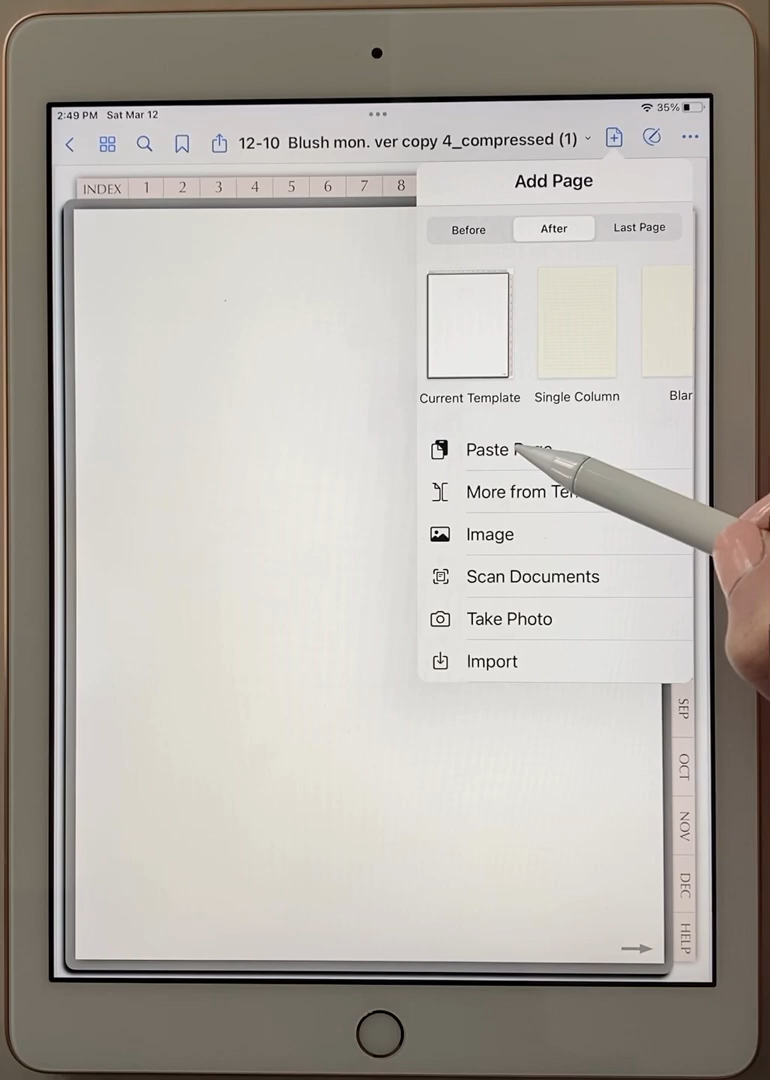 2:49 PM Sat Mar 12
35%
12-10 Blush mon. ver copy 4_compressed (1)
INDEX 1 2 3 4 5 6 7 8
Add Page
Before After Last Page
Current Template Single Column
Paste
More from
Image
Scan Documents
Take Photo
Import
SEP
OCT
NOV
DEC
HELP